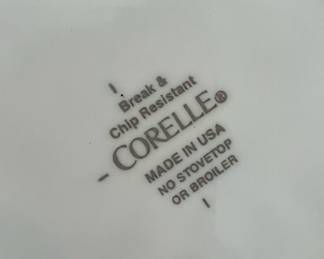 Break &
Chip Resistant
CORELLE®
MADE IN USA
NO STOVETOP
OR BROILER